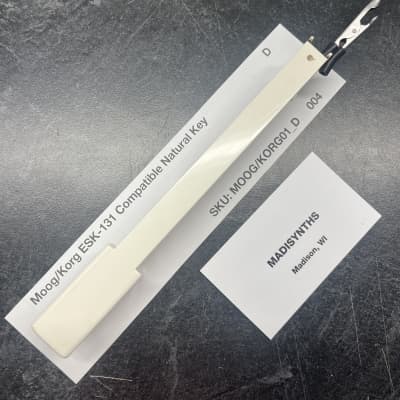 D
Moog/Korg ESK-131 Compatible Natural Key
SKU: MOOG/KORG01_D 004
MADISYNTHS
Madison, WI